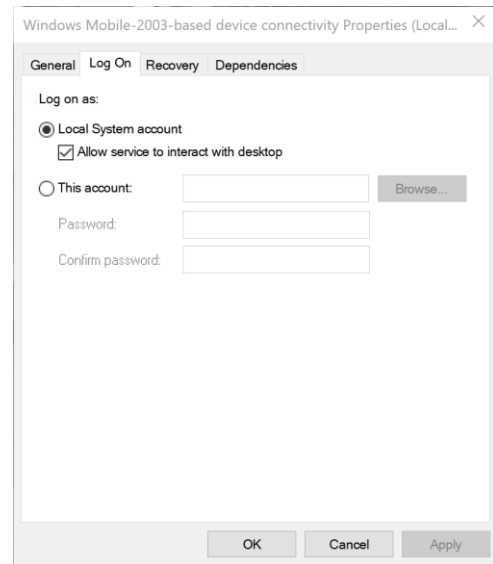 Windows Mobile-2003-based device connectivity Properties (Local...
General Log On Recovery Dependencies
Log on as:
Local System account
Allow service to interact with desktop
This account: Browse...
Password:
Confirm password:
OK Cancel Apply